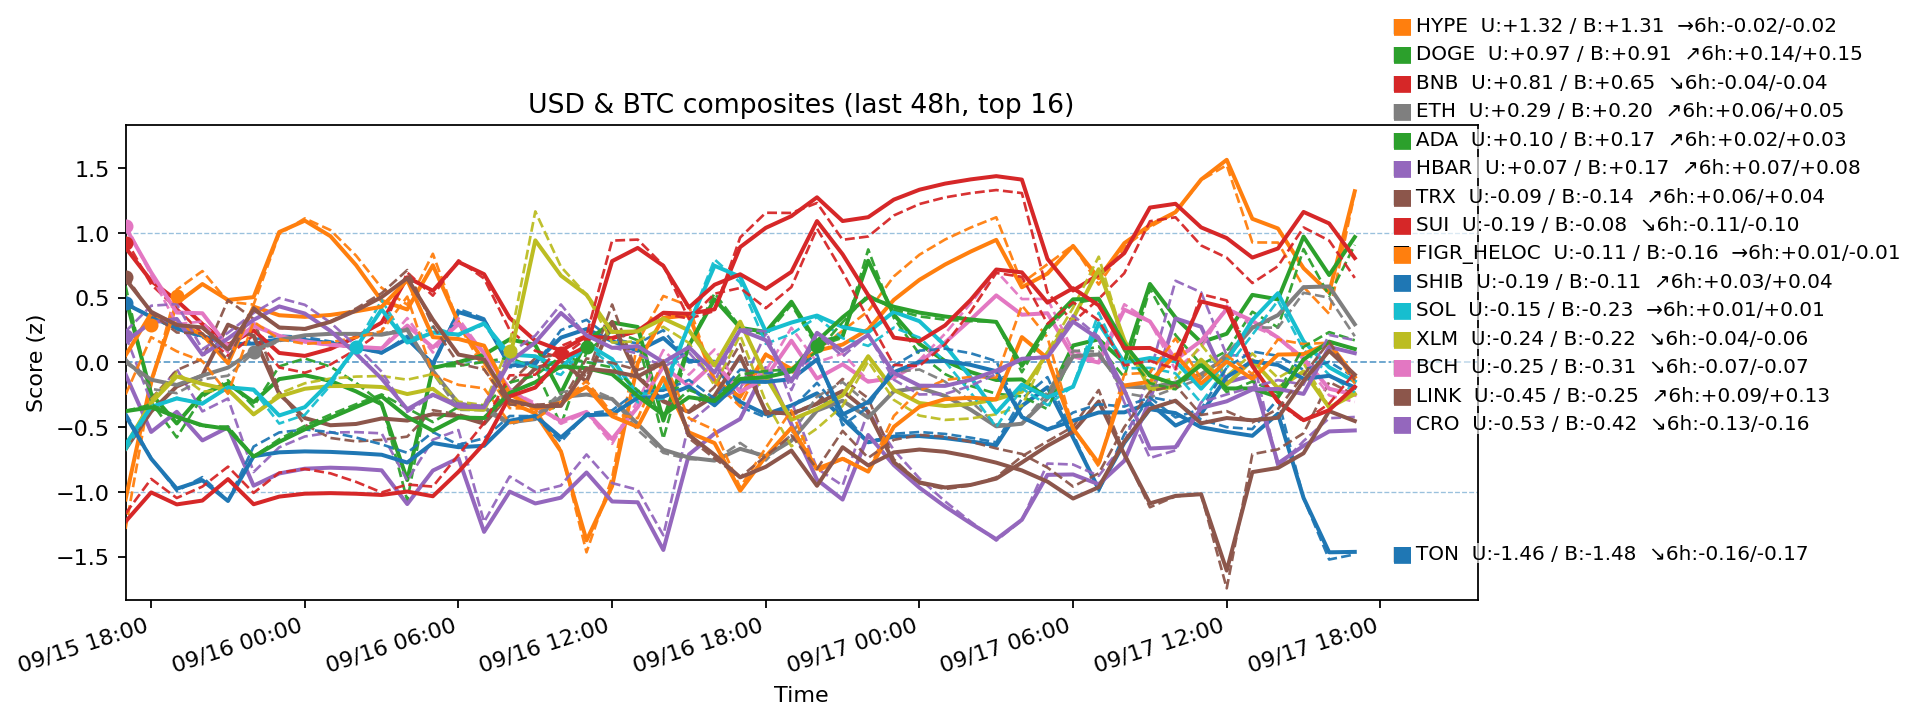 HYPE U:+1.32 / B:+1.31 →6h:-0.02/-0.02
DOGE U:+0.97 / B:+0.91 ↗6h:+0.14/+0.15
BNB U:+0.81 / B:+0.65 ↘6h:-0.04/-0.04
USD & BTC composites (last 48h, top 16)
ETH U:+0.29 / B:+0.20 ↗6h:+0.06/+0.05
ADA U:+0.10 / B:+0.17 ↗6h:+0.02/+0.03
HBAR U:+0.07 / B:+0.17 ↗6h:+0.07/+0.08
TRX U:-0.09 / B:-0.14 ↗6h:+0.06/+0.04
SUI U:-0.19 / B:-0.08 ↘6h:-0.11/-0.10
FIGR_HELOC U:-0.11 / B:-0.16 →6h:+0.01/-0.01
SHIB U:-0.19 / B:-0.11 ↗6h:+0.03/+0.04
SOL U:-0.15 / B:-0.23 →6h:+0.01/+0.01
XLM U:-0.24 / B:-0.22 ↘6h:-0.04/-0.06
BCH U:-0.25 / B:-0.31 ↘6h:-0.07/-0.07
LINK U:-0.45 / B:-0.25 ↗6h:+0.09/+0.13
CRO U:-0.53 / B:-0.42 ↘6h:-0.13/-0.16
TON U:-1.46 / B:-1.48 ↘6h:-0.16/-0.17
Score (z)
1.5
1.0
0.5
0.0
−0.5
−1.0
−1.5
09/15 18:00
09/16 00:00
09/16 06:00
09/16 12:00
09/16 18:00
09/17 00:00
09/17 06:00
09/17 12:00
09/17 18:00
Time